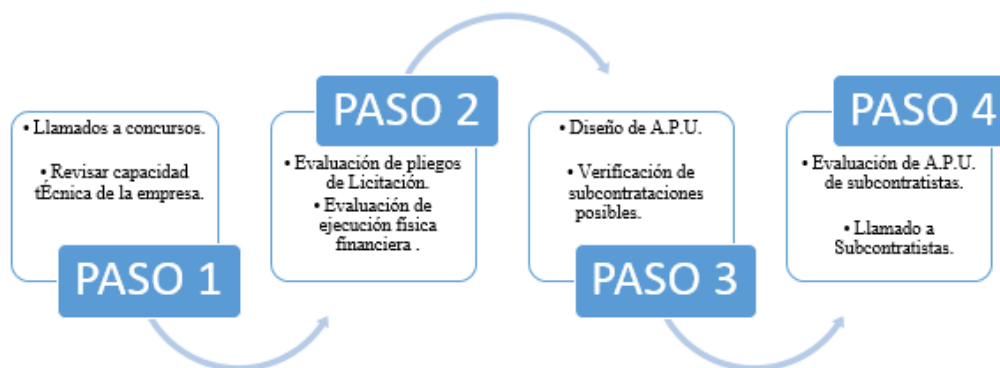 • Llamados a concursos.
• Revisar capacidad
tÉcnica de la empresa.
PASO 1
PASO 2
• Evaluación de pliegos
de Licitación.
• Evaluación de
ejecución física
financiera .
• Diseño de A.P.U.
• Verificación de
subcontrataciones
posibles.
PASO 3
PASO 4
• Evaluación de A.P.U.
de subcontratistas.
• Llamado a
Subcontratistas.